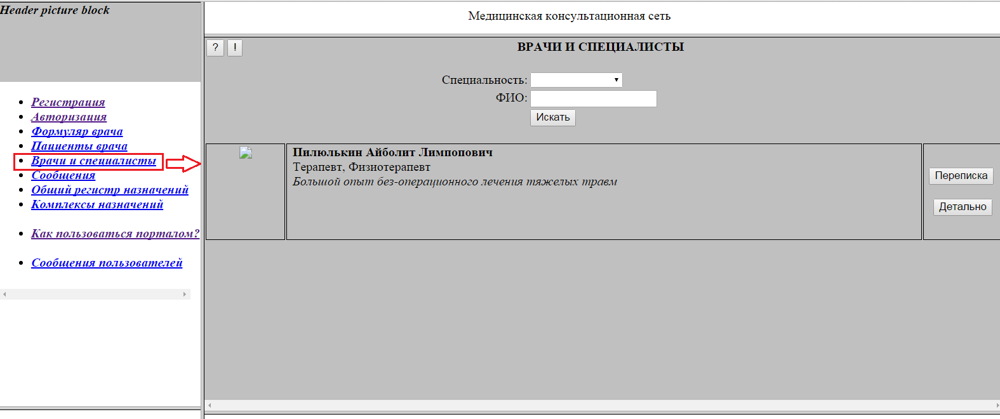 Header picture block
Регистрация
Авторизация
Формуляр врача
Пациенты врача
Врачи и специалисты
Сообщения
Общий регистр назначений
Комплексы назначений
Как пользоваться порталом?
Сообщения пользователей
Медицинская консультационная сеть
? !
ВРАЧИ И СПЕЦИАЛИСТЫ
Специальность:
ФИО:
Искать
Пилюлькин Айболит Лимпопович
Терапевт, Физиотерапевт
Большой опыт без-операционного лечения тяжелых травм
Переписка
Детально